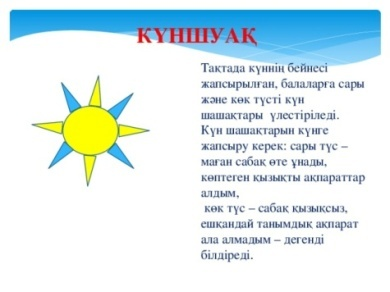 КҮНШУАҚ
Тақтада күннің бейнесі
жапсырылған, балаларға сары
және көк түсті күн
шашақтары үлестіріледі.
Күн шашақтарын күнге
жапсыру керек: сары түс –
маған сабақ өте ұнады,
көптеген қызықты ақпараттар
алдым,
көк түс – сабақ қызықсыз,
ешқандай танымдық ақпарат
ала алмадым – дегенді
білдіреді.